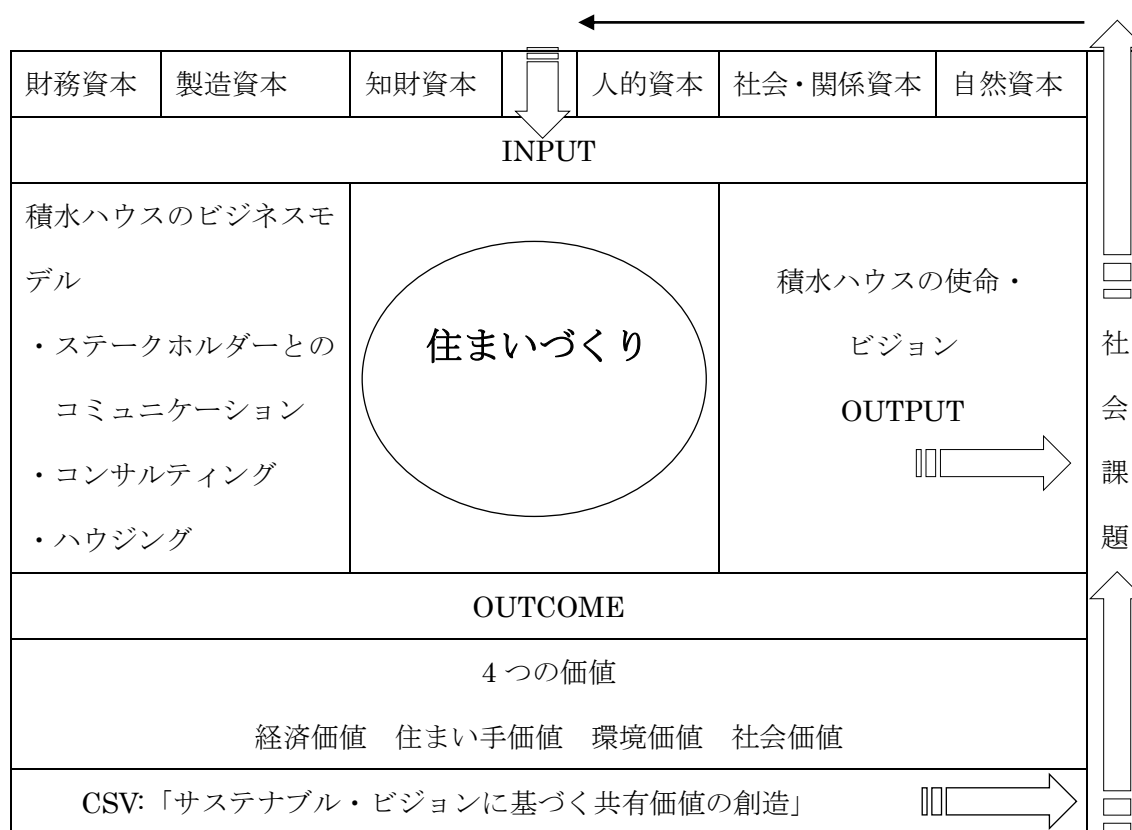 財務資本 製造資本 知財資本 人的資本 社会・関係資本 自然資本
INPUT
積水ハウスのビジネスモ
デル
・ステークホルダーとの
コミュニケーション
・コンサルティング
・ハウジング
住まいづくり
積水ハウスの使命・
ビジョン
OUTPUT
社
会
課
題
OUTCOME
4 つの価値
経済価値 住まい手価値 環境価値 社会価値
CSV:「サステナブル・ビジョンに基づく共有価値の創造」